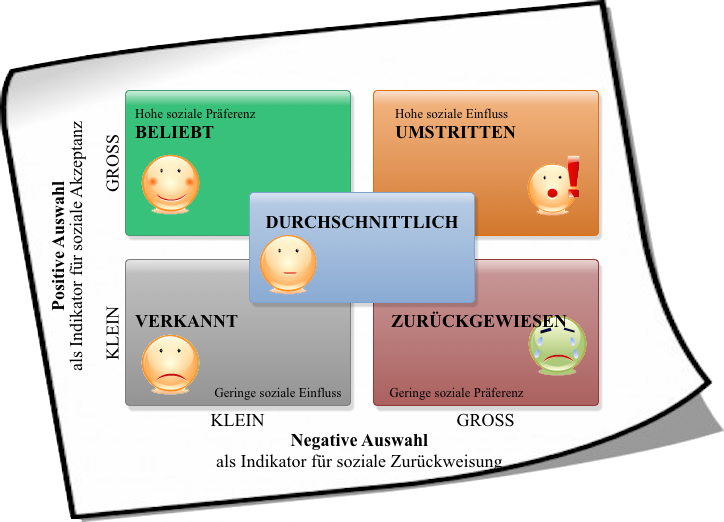 Hohe soziale Präferenz
BELIEBT
Hohe soziale Einfluss
UMSTRITTEN
DURCHSCHNITTLICH
VERKANNT
Geringe soziale Einfluss
ZURÜCKGEWIESEN
Geringe soziale Präferenz
Positive Auswahl
als Indikator für soziale Akzeptanz
GROSS
KLEIN
KLEIN
GROSS
Negative Auswahl
als Indikator für soziale Zurückweisung